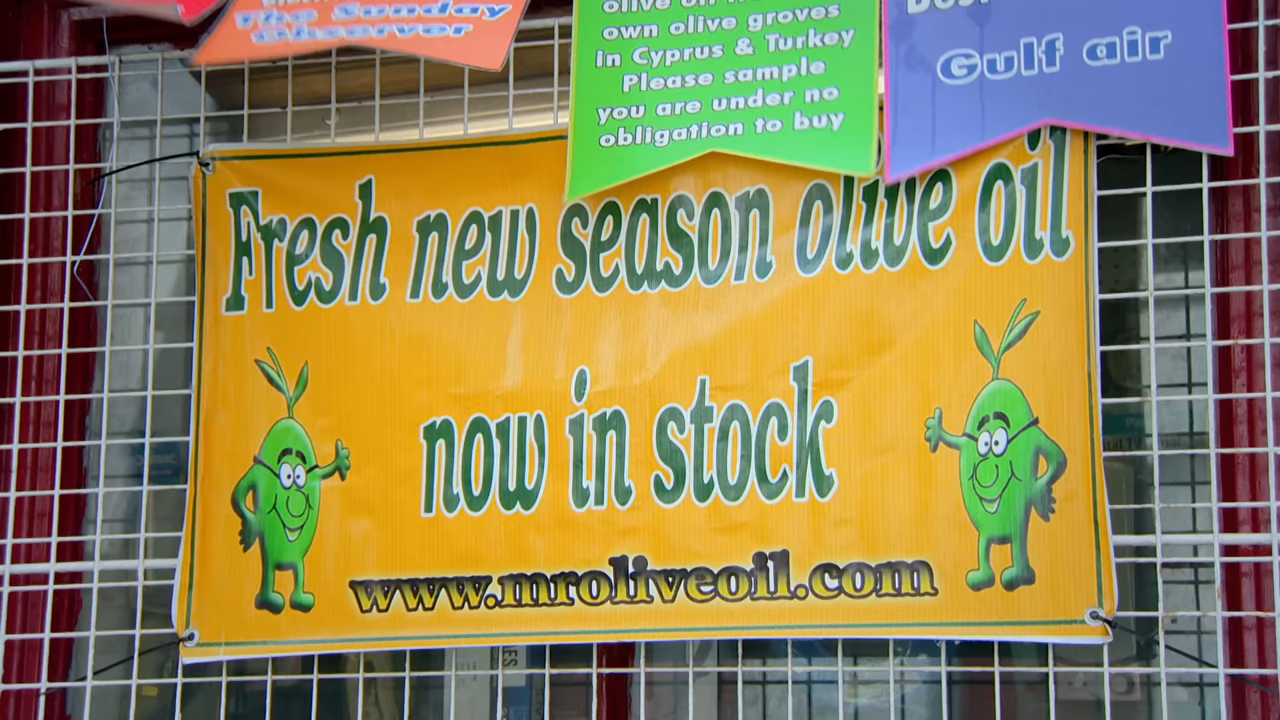 The Sunday
Observer
own olive groves
in Cyprus & Turkey
Please sample
you are under no
obligation to buy
Gulf air
Fresh new season olive oil
now in stock
www.mroliveoil.com